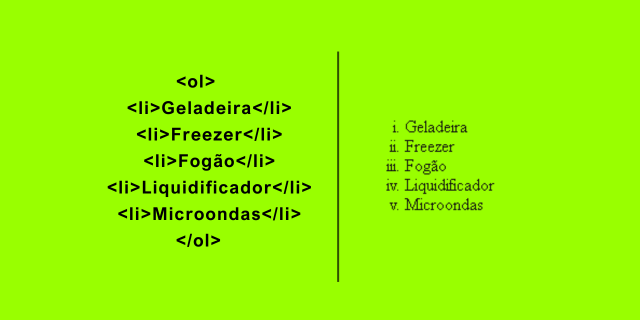 <ol>
<li>Geladeira</li>
<li>Freezer</li>
<li>Fogão</li>
<li>Liquidificador</li>
<li>Microondas</li>
</ol>
i. Geladeira
ii. Freezer
iii. Fogão
iv. Liquidificador
v. Microondas